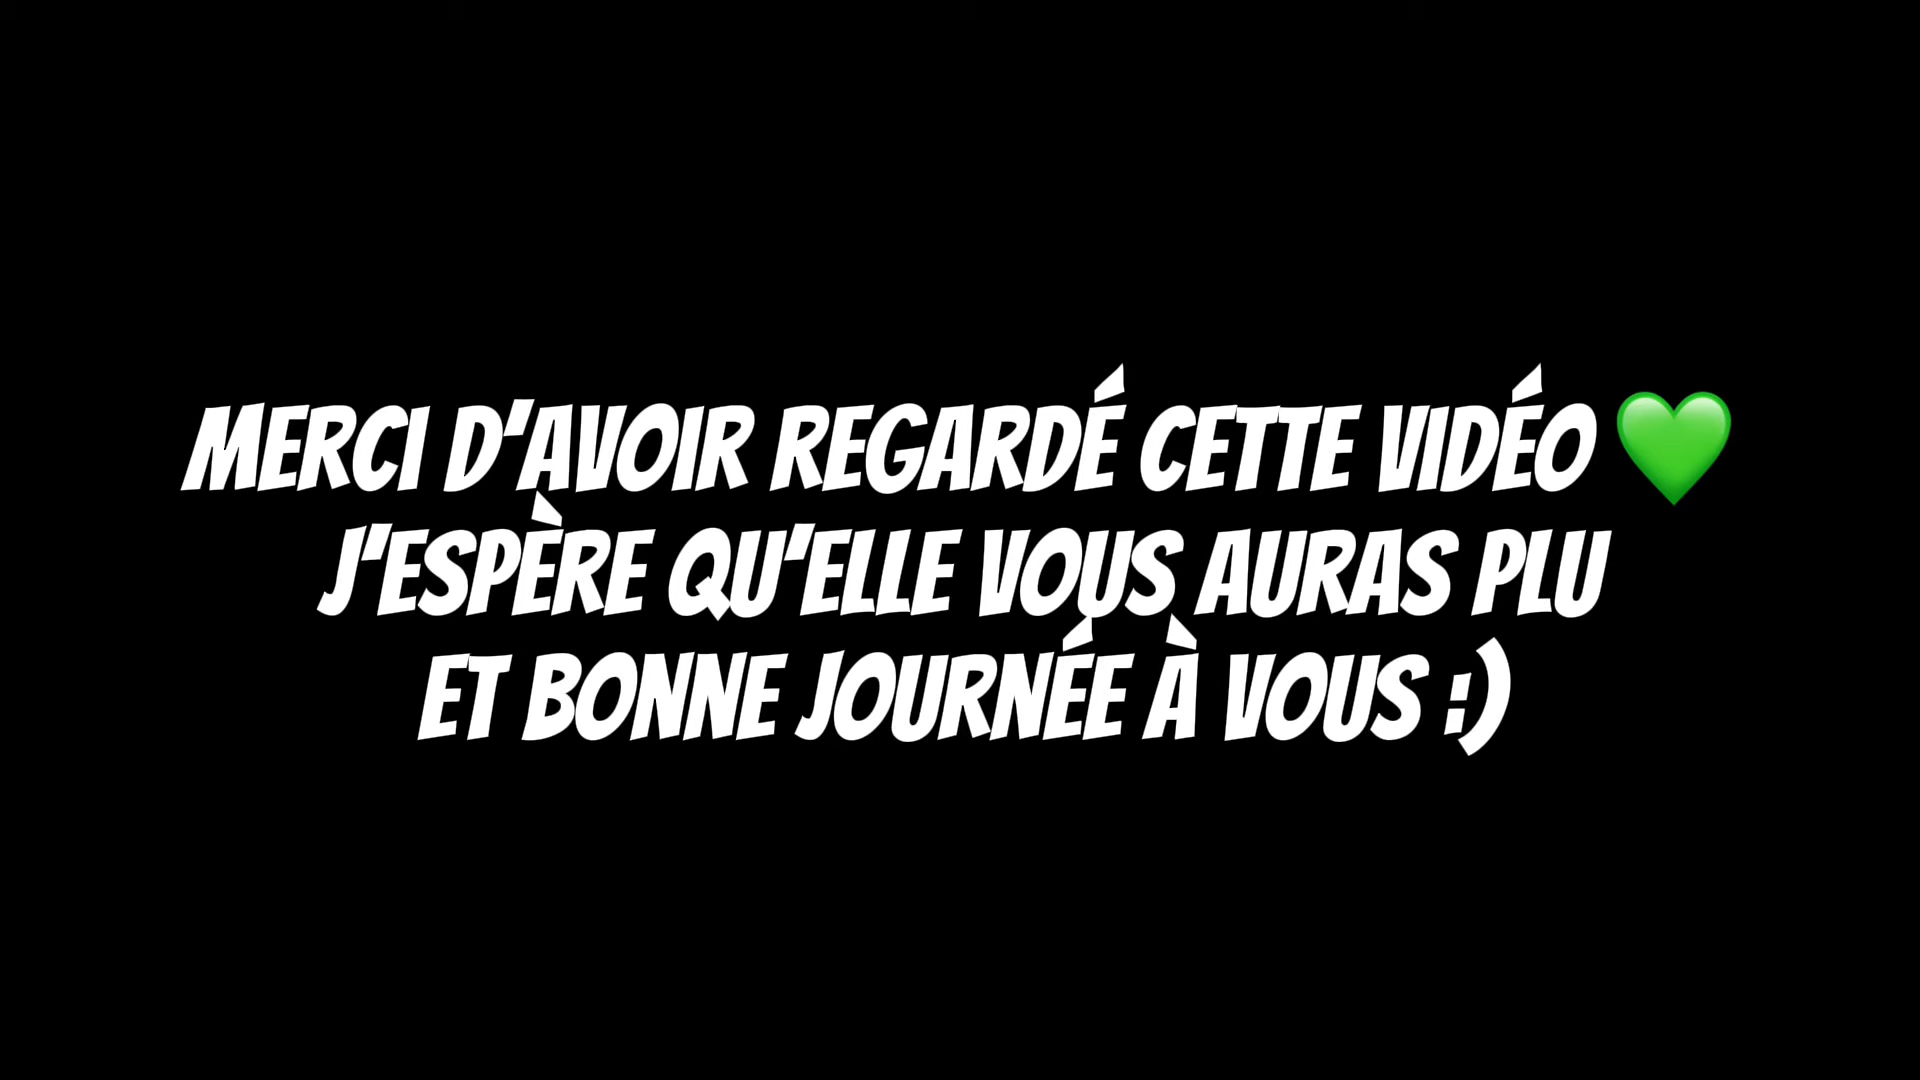 MERCI D'AVOIR REGARDÉ CETTE VIDÉO 💚
J'ESPÈRE QU'ELLE VOUS AURAS PLU
ET BONNE JOURNÉE À VOUS :)